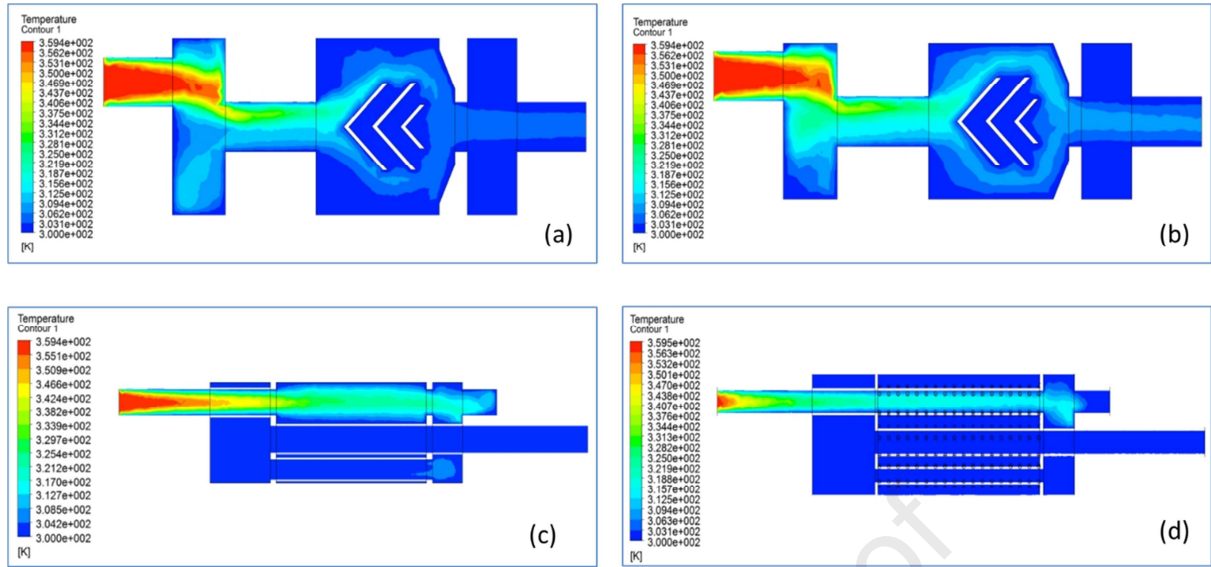 Temperature
Contour 1
3.594e+002
3.562e+002
3.531e+002
3.500e+002
3.469e+002
3.437e+002
3.406e+002
3.375e+002
3.344e+002
3.312e+002
3.281e+002
3.250e+002
3.219e+002
3.187e+002
3.156e+002
3.125e+002
3.094e+002
3.062e+002
3.031e+002
3.000e+002
[K]
(a)
Temperature
Contour 1
3.594e+002
3.562e+002
3.531e+002
3.500e+002
3.469e+002
3.437e+002
3.406e+002
3.375e+002
3.344e+002
3.312e+002
3.281e+002
3.250e+002
3.219e+002
3.187e+002
3.156e+002
3.125e+002
3.094e+002
3.062e+002
3.031e+002
3.000e+002
[K]
(b)
Temperature
Contour 1
3.594e+002
3.551e+002
3.509e+002
3.466e+002
3.424e+002
3.382e+002
3.339e+002
3.297e+002
3.254e+002
3.212e+002
3.170e+002
3.127e+002
3.085e+002
3.042e+002
3.000e+002
[K]
(c)
Temperature
Contour 1
3.595e+002
3.563e+002
3.532e+002
3.501e+002
3.470e+002
3.438e+002
3.407e+002
3.376e+002
3.344e+002
3.313e+002
3.282e+002
3.250e+002
3.219e+002
3.188e+002
3.157e+002
3.125e+002
3.094e+002
3.063e+002
3.031e+002
3.000e+002
[K]
(d)
of